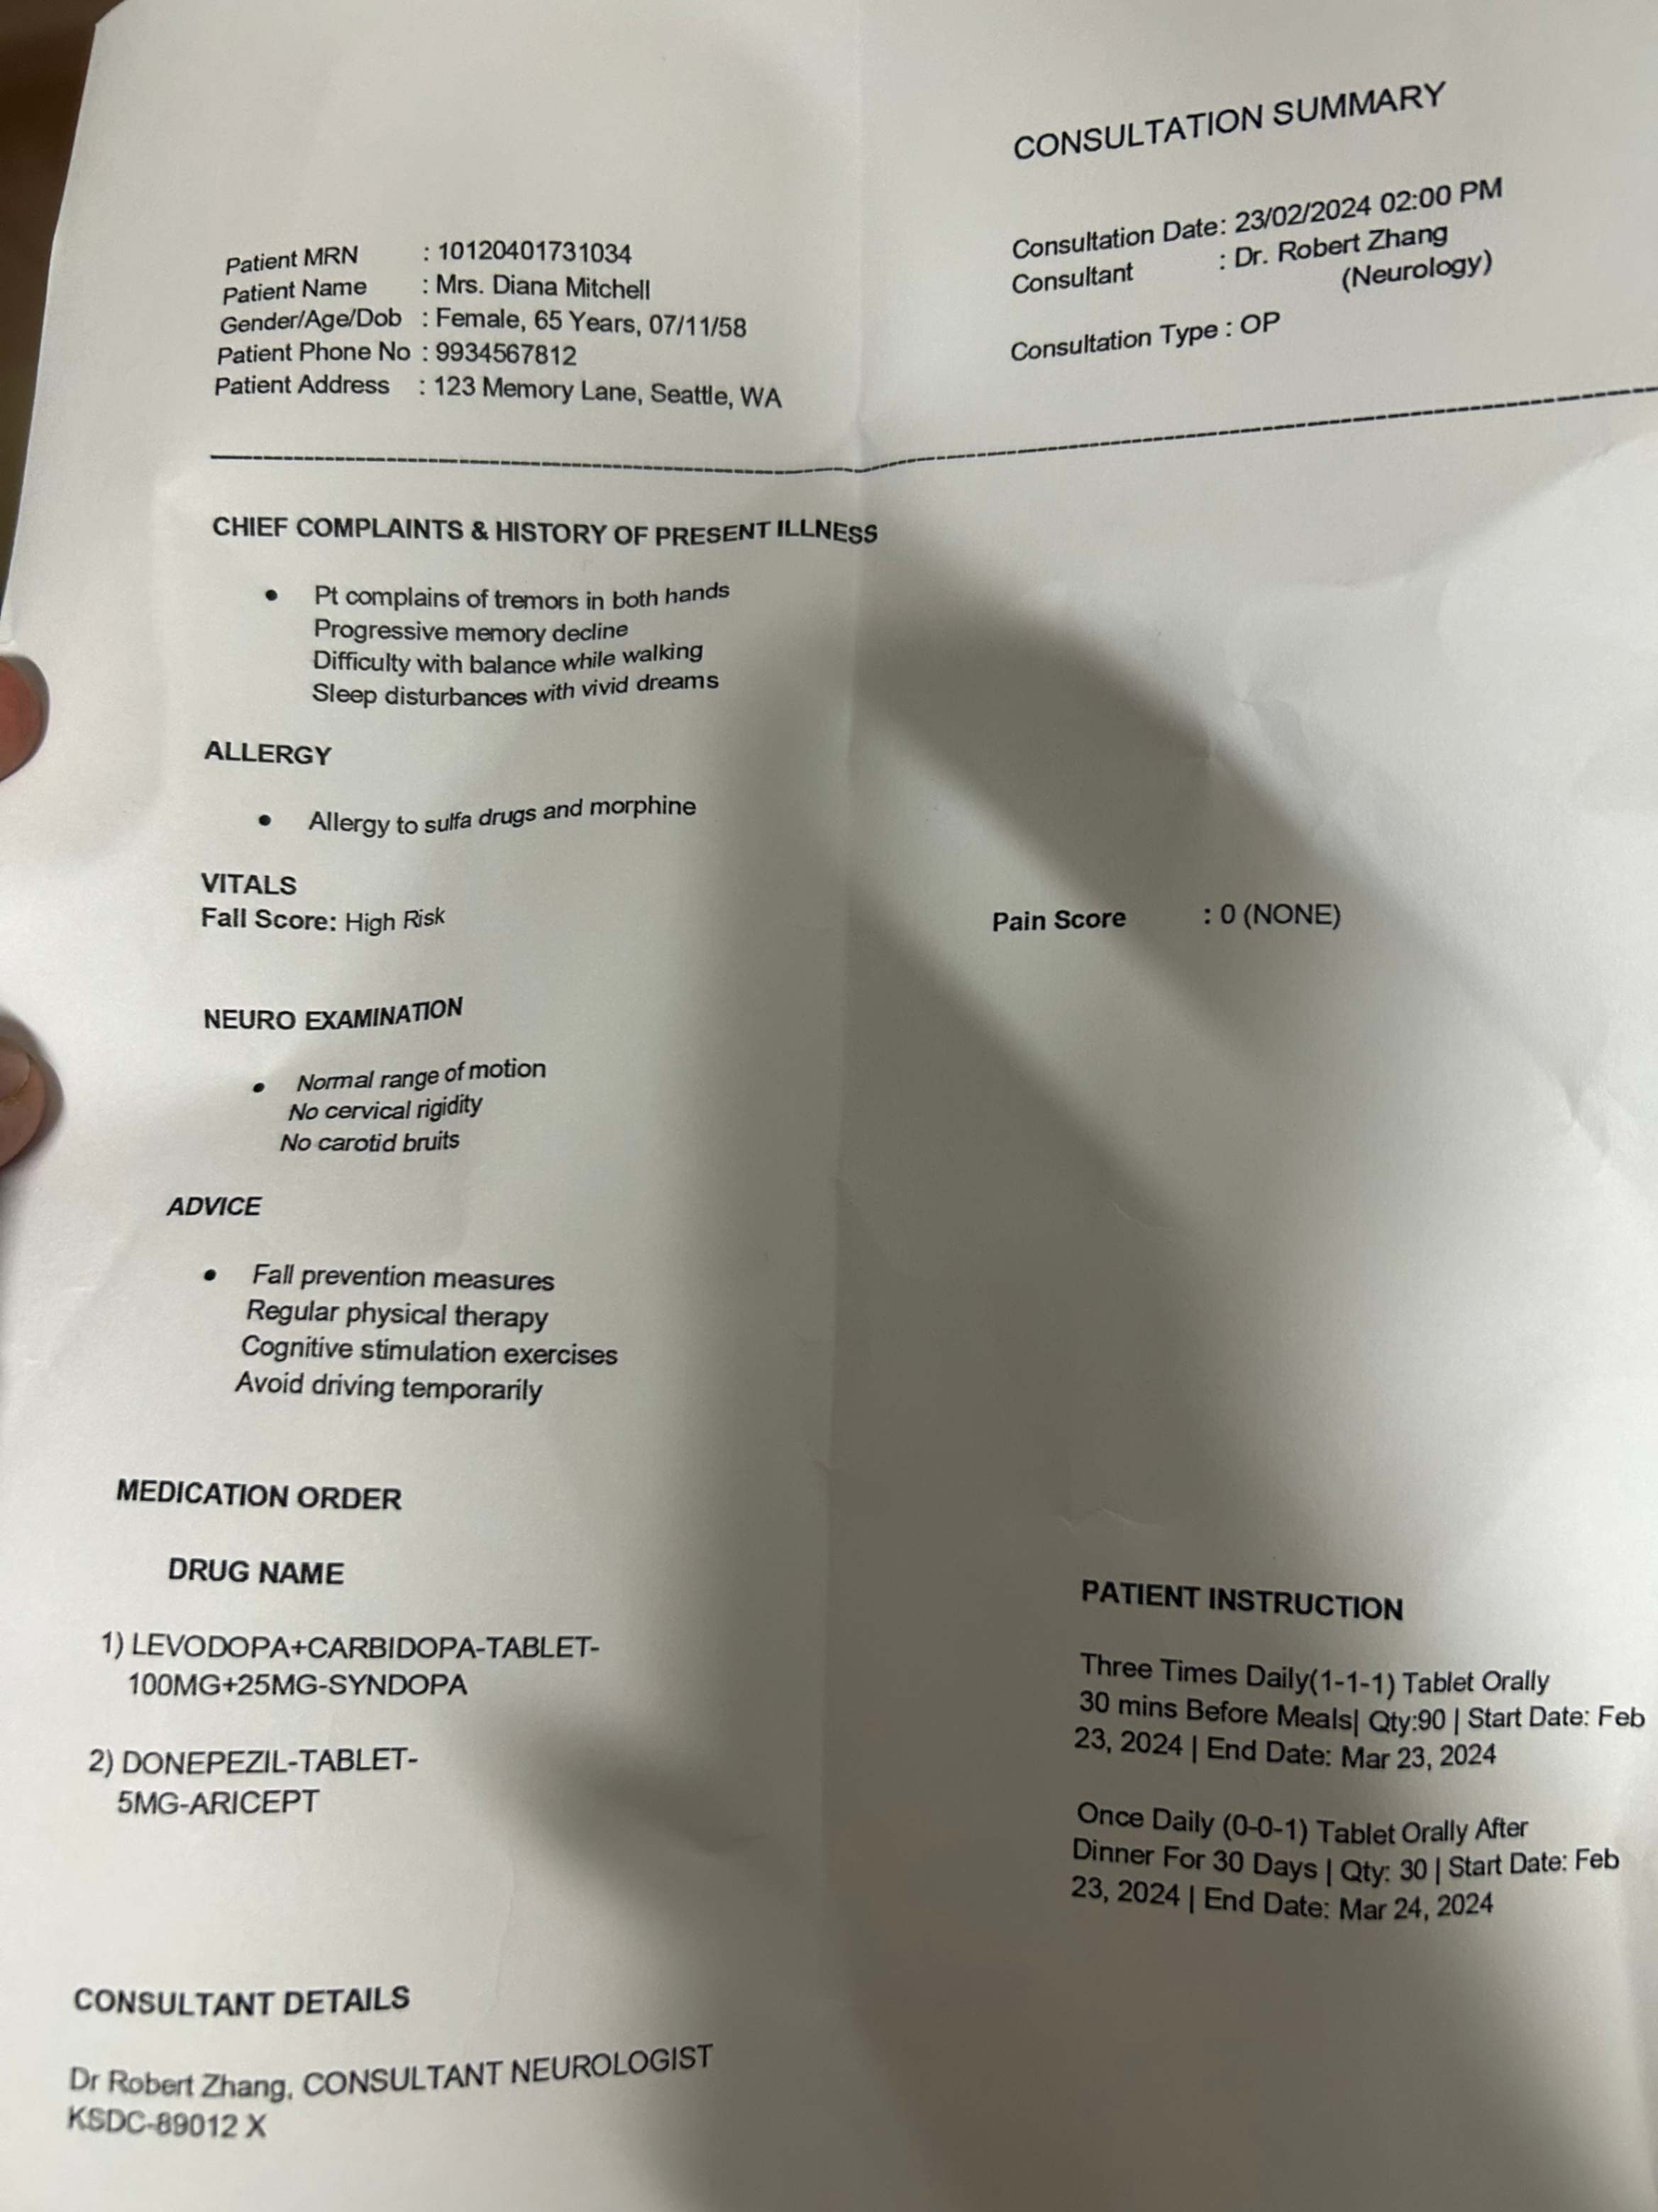 CONSULTATION SUMMARY
Patient MRN : 10120401731034
Patient Name : Mrs. Diana Mitchell
Gender/Age/Dob : Female, 65 Years, 07/11/58
Patient Phone No : 9934567812
Patient Address : 123 Memory Lane, Seattle, WA
Consultation Date: 23/02/2024 02:00 PM
Consultant : Dr. Robert Zhang
(Neurology)
Consultation Type : OP
CHIEF COMPLAINTS & HISTORY OF PRESENT ILLNESS
• Pt complains of tremors in both hands
Progressive memory decline
Difficulty with balance while walking
Sleep disturbances with vivid dreams
ALLERGY
• Allergy to sulfa drugs and morphine
VITALS
Fall Score: High Risk
Pain Score : 0 (NONE)
NEURO EXAMINATION
• Normal range of motion
No cervical rigidity
No carotid bruits
ADVICE
• Fall prevention measures
Regular physical therapy
Cognitive stimulation exercises
Avoid driving temporarily
MEDICATION ORDER
DRUG NAME
PATIENT INSTRUCTION
1) LEVODOPA+CARBIDOPA-TABLET-
100MG+25MG-SYNDOPA
Three Times Daily(1-1-1) Tablet Orally
30 mins Before Meals| Qty:90 | Start Date: Feb
23, 2024 | End Date: Mar 23, 2024
2) DONEPEZIL-TABLET-
5MG-ARICEPT
Once Daily (0-0-1) Tablet Orally After
Dinner For 30 Days | Qty: 30 | Start Date: Feb
23, 2024 | End Date: Mar 24, 2024
CONSULTANT DETAILS
Dr Robert Zhang, CONSULTANT NEUROLOGIST
KSDC-89012 X